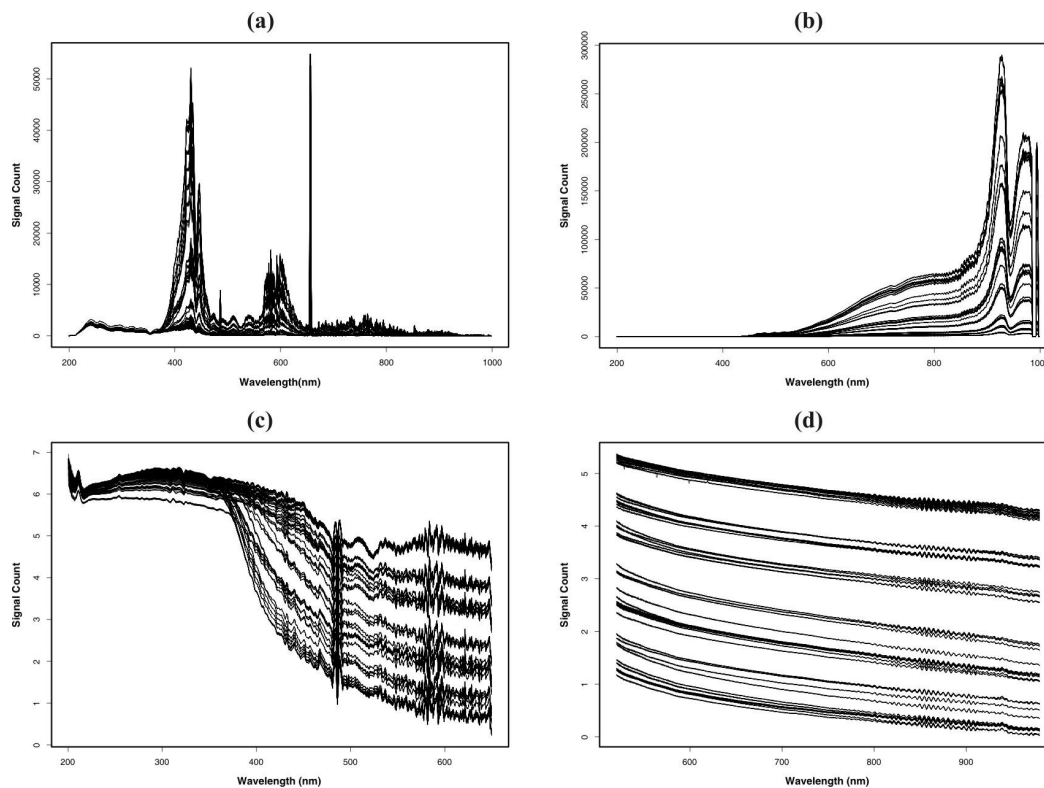 (a)
Signal Count
50000
40000
30000
20000
10000
0
200 400 600 800 1000
Wavelength(nm)
(b)
Signal Count
300000
250000
200000
150000
100000
50000
0
200 400 600 800 1000
Wavelength (nm)
(c)
Signal Count
7
6
5
4
3
2
1
0
200 300 400 500 600
Wavelength (nm)
(d)
Signal Count
5
4
3
2
1
0
600 700 800 900
Wavelength (nm)